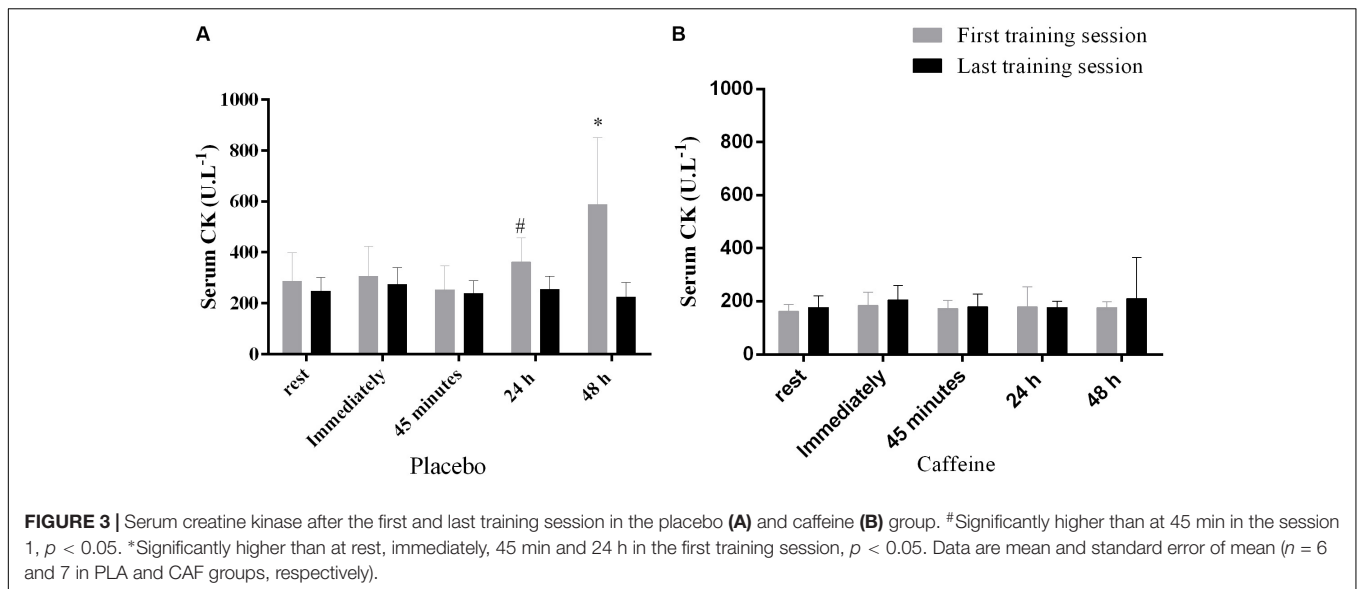 A
B
First training session
Last training session
1000
800
600
400
200
0
Serum CK (U.L-1)
*
#
rest
Immediately
45 minutes
24 h
48 h
Placebo
1000
800
600
400
200
0
Serum CK (U.L-1)
rest
Immediately
45 minutes
24 h
48 h
Caffeine
FIGURE 3 | Serum creatine kinase after the first and last training session in the placebo (A) and caffeine (B) group. #Significantly higher than at 45 min in the session
1, p < 0.05. *Significantly higher than at rest, immediately, 45 min and 24 h in the first training session, p < 0.05. Data are mean and standard error of mean (n = 6
and 7 in PLA and CAF groups, respectively).